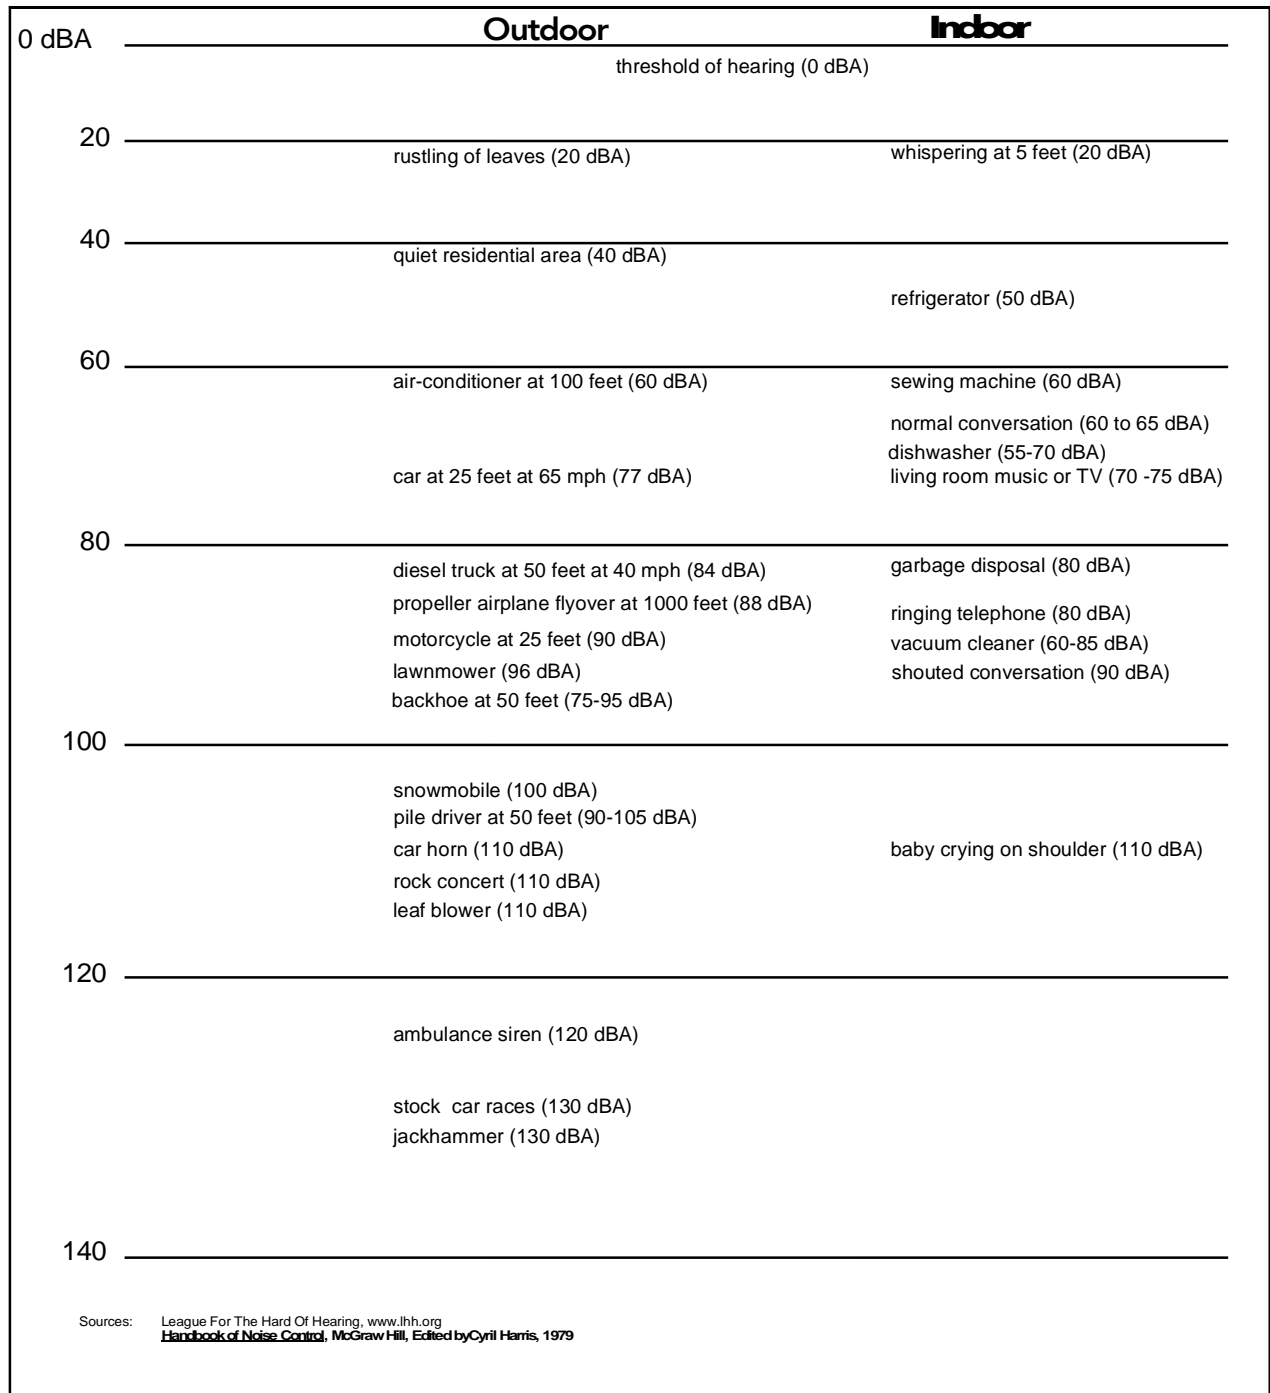 Outdoor Indoor
0 dBA
threshold of hearing (0 dBA)
20
rustling of leaves (20 dBA) whispering at 5 feet (20 dBA)
40
quiet residential area (40 dBA)
refrigerator (50 dBA)
60
air-conditioner at 100 feet (60 dBA) sewing machine (60 dBA)
normal conversation (60 to 65 dBA)
dishwasher (55-70 dBA)
car at 25 feet at 65 mph (77 dBA) living room music or TV (70 -75 dBA)
80
diesel truck at 50 feet at 40 mph (84 dBA) garbage disposal (80 dBA)
propeller airplane flyover at 1000 feet (88 dBA) ringing telephone (80 dBA)
motorcycle at 25 feet (90 dBA) vacuum cleaner (60-85 dBA)
lawnmower (96 dBA) shouted conversation (90 dBA)
backhoe at 50 feet (75-95 dBA)
100
snowmobile (100 dBA)
pile driver at 50 feet (90-105 dBA)
car horn (110 dBA) baby crying on shoulder (110 dBA)
rock concert (110 dBA)
leaf blower (110 dBA)
120
ambulance siren (120 dBA)
stock car races (130 dBA)
jackhammer (130 dBA)
140
Sources: League For The Hard Of Hearing, www.lhh.org
Handbook of Noise Control, McGraw Hill, Edited byCyril Harris, 1979